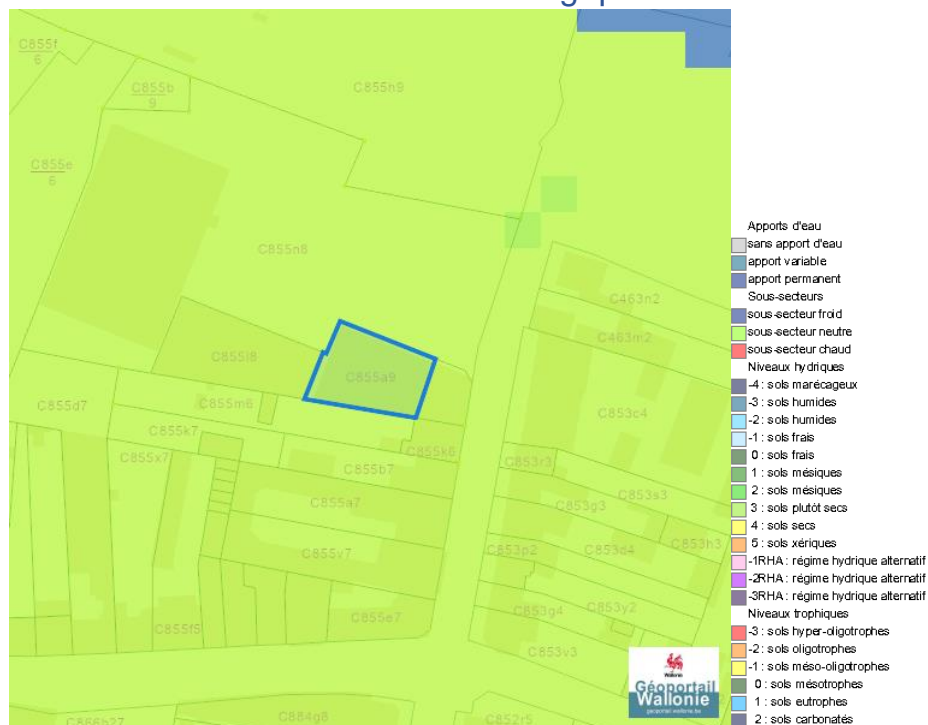 C855f
6
C855b
9
C855h9
C855e
6
C855n8
C463n2
C463m2
C855l8
C855a9
C855d7
C855m6
C853c4
C855k7
C855k6
C855x7
C855b7
C853r3
C853s3
C855a7
C853g3
C855v7
C853p2
C853d4
C853h3
C853g4
C853y2
C855f5
C855e7
C853v3
C866b27
C884g8
C852r5
Wallonie
Géoportail
Wallonie
geoportail.wallonie.be
Apports d'eau
sans apport d'eau
apport variable
apport permanent
Sous-secteurs
sous-secteur froid
sous-secteur neutre
sous-secteur chaud
Niveaux hydriques
-4 : sols marécageux
-3 : sols humides
-2 : sols humides
-1 : sols frais
0 : sols frais
1 : sols mésiques
2 : sols mésiques
3 : sols plutôt secs
4 : sols secs
5 : sols xériques
-1RHA : régime hydrique alternatif
-2RHA : régime hydrique alternatif
-3RHA : régime hydrique alternatif
Niveaux trophiques
-3 : sols hyper-oligotrophes
-2 : sols oligotrophes
-1 : sols méso-oligotrophes
0 : sols mésotrophes
1 : sols eutrophes
2 : sols carbonatés